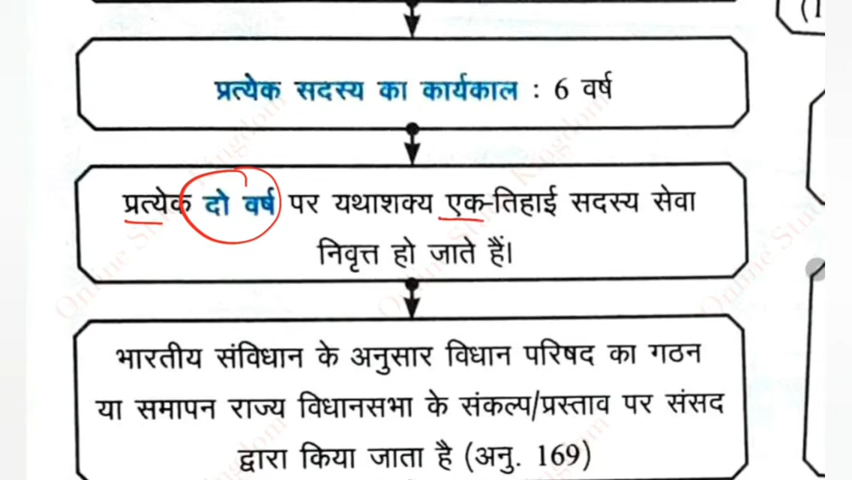 (1
प्रत्येक सदस्य का कार्यकाल : 6 वर्ष
प्रत्येक दो वर्ष पर यथाशक्य एक-तिहाई सदस्य सेवा
निवृत्त हो जाते हैं।
भारतीय संविधान के अनुसार विधान परिषद का गठन
या समापन राज्य विधानसभा के संकल्प/प्रस्ताव पर संसद
द्वारा किया जाता है (अनु. 169)